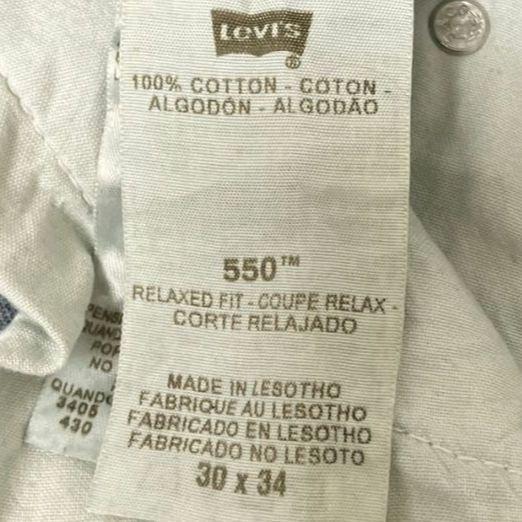 Levi's
®
100% COTTON - COTON -
ALGODÓN - ALGODÃO
550™
RELAXED FIT - COUPE RELAX -
CORTE RELAJADO
MADE IN LESOTHO
FABRIQUE AU LESOTHO
FABRICADO EN LESOTHO
FABRICADO NO LESOTO
30 x 34
NO
QUANDO
3405
430